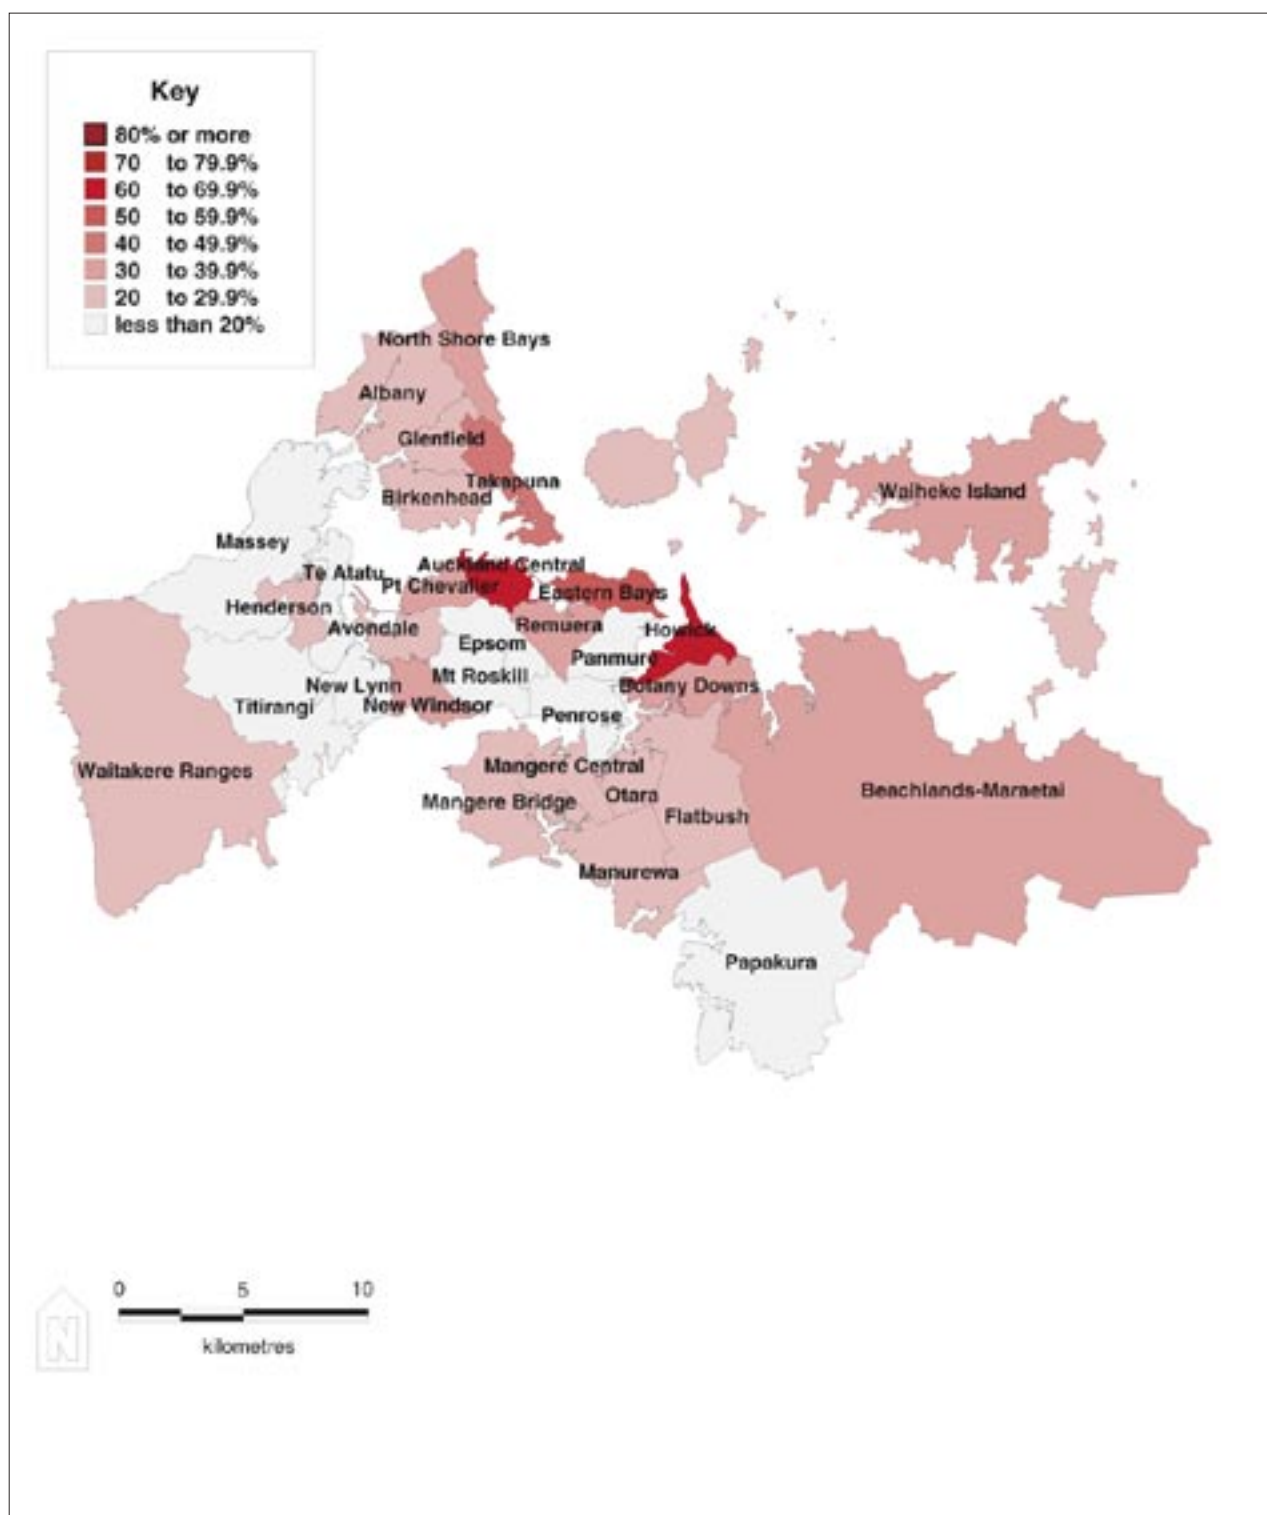 Key
80% or more
70 to 79.9%
60 to 69.9%
50 to 59.9%
40 to 49.9%
30 to 39.9%
20 to 29.9%
less than 20%
North Shore Bays
Albany
Glenfield
Takapuna
Birkenhead
Waiheke Island
Massey
Auckland Central
Te Atatu
Pt Chevalier
Eastern Bays
Henderson
Avondale
Remuera
Howick
Epsom
Panmure
Mt Roskill
New Lynn
Botany Downs
Titirangi
New Windsor
Penrose
Waitakere Ranges
Mangere Central
Beachlands-Maraetai
Otara
Mangere Bridge
Flatbush
Manurewa
Papakura
0 5 10
kilometres
N